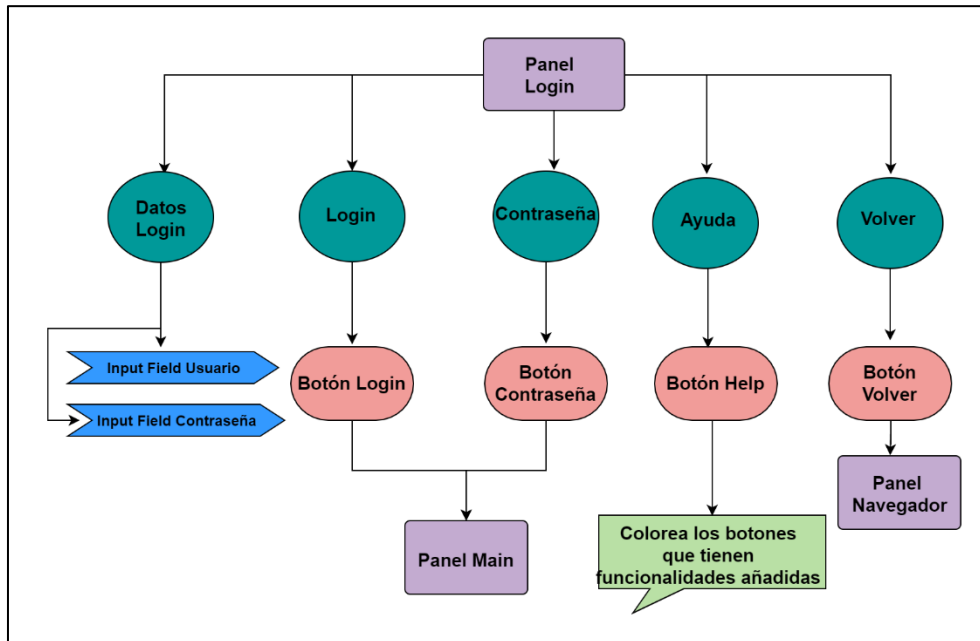 Panel
Login
Datos
Login
Login
Contraseña
Ayuda
Volver
Input Field Usuario
Input Field Contraseña
Botón Login
Botón
Contraseña
Botón Help
Botón
Volver
Panel Main
Colorea los botones
que tienen
funcionalidades añadidas
Panel
Navegador